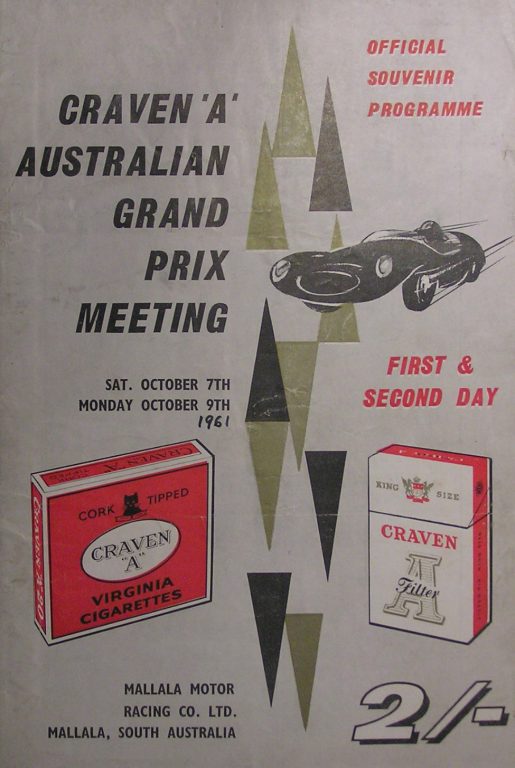 OFFICIAL
SOUVENIR
PROGRAMME
CRAVEN 'A'
AUSTRALIAN
GRAND
PRIX
MEETING
SAT. OCTOBER 7TH
MONDAY OCTOBER 9TH
1961
FIRST &
SECOND DAY
CRAVEN "A"
CORK TIPPED
CRAVEN
"A"
VIRGINIA
CIGARETTES
KING SIZE
CRAVEN
A
Filter
MALLALA MOTOR
RACING CO. LTD.
MALLALA, SOUTH AUSTRALIA
2/-